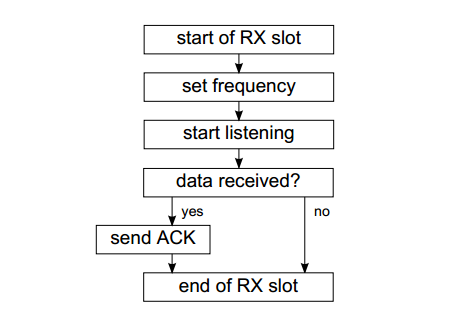 start of RX slot
set frequency
start listening
data received?
yes
no
send ACK
end of RX slot